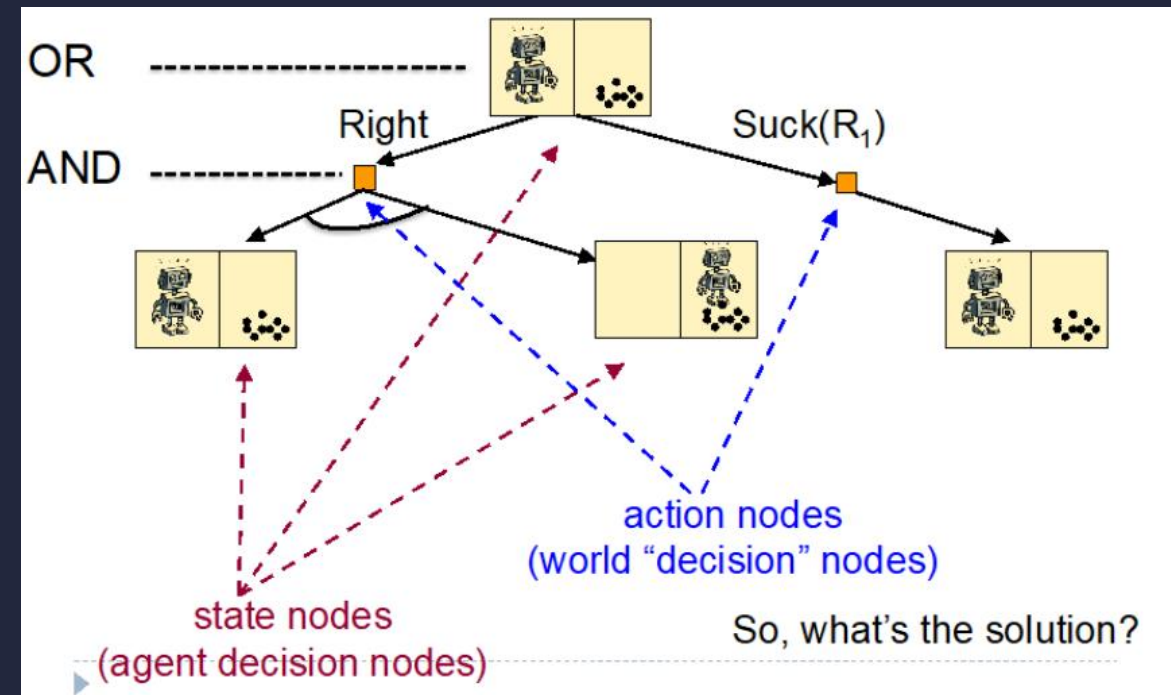 OR
Right
Suck(R₁)
AND
action nodes
(world “decision” nodes)
state nodes
(agent decision nodes)
So, what’s the solution?